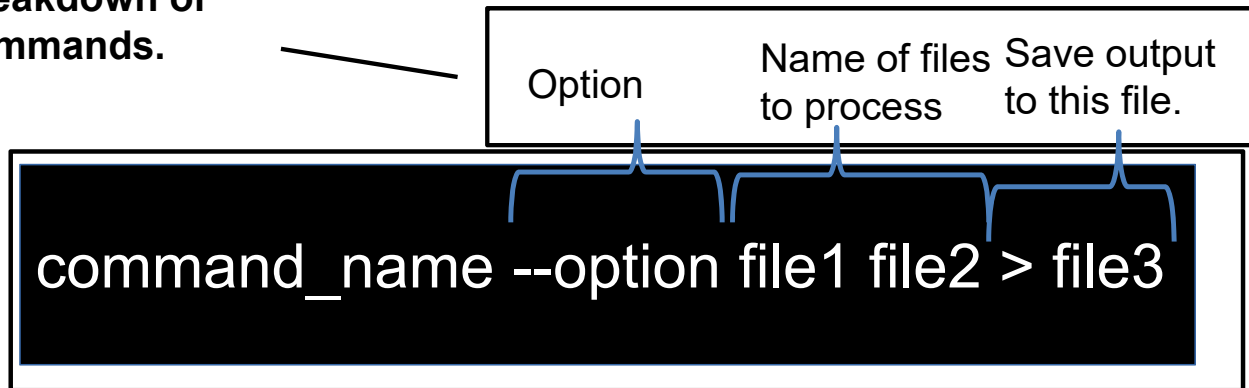 mmands.
Option
Name of files
to process
Save output
to this file.
command_name --option file1 file2 > file3